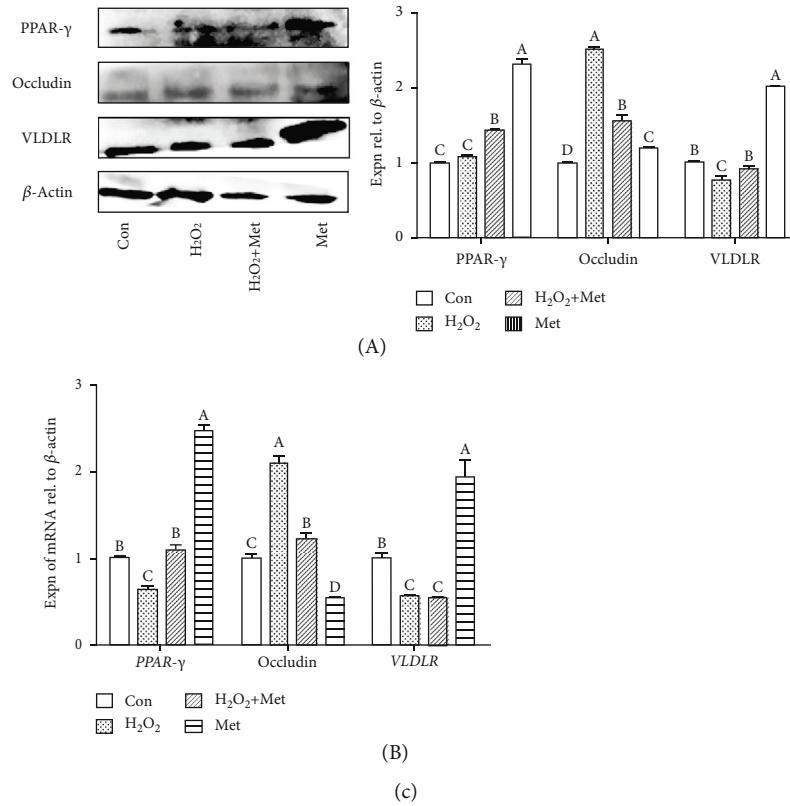 PPAR-γ
Occludin
VLDLR
β-Actin
Con
H₂O₂
H₂O₂+Met
Met
Expn rel. to β-actin
3
2
1
0
C C B A
D A B C
B C B A
PPAR-γ Occludin VLDLR
Con H₂O₂+Met
H₂O₂ Met
(A)
Expn of mRNA rel. to β-actin
3
2
1
0
B C B A
C A B D
B C C A
PPAR-γ Occludin VLDLR
Con H₂O₂+Met
H₂O₂ Met
(B)
(c)